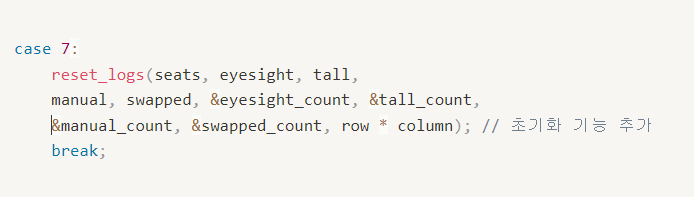 case 7:
reset_logs(seats, eyesight, tall,
manual, swapped, &eyesight_count, &tall_count,
&manual_count, &swapped_count, row * column); // 초기화 기능 추가
break;